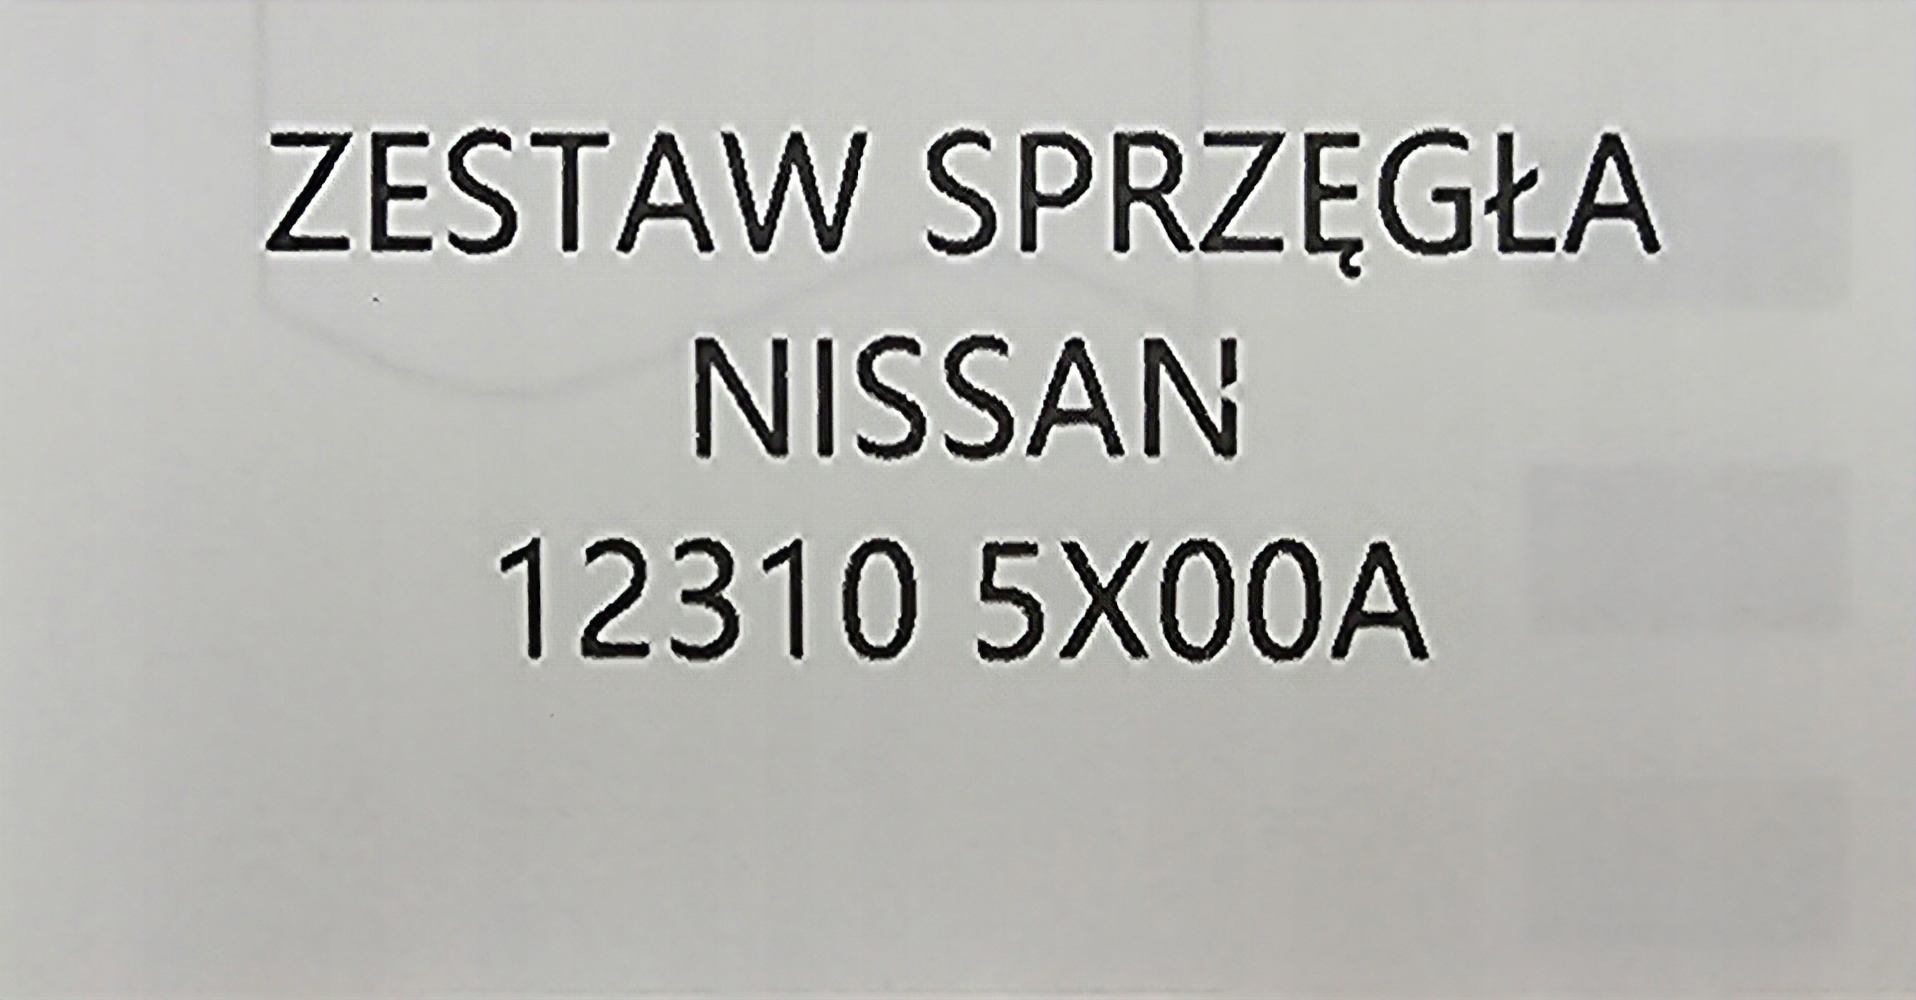 ZESTAW SPRZĘGŁA
NISSAN
12310 5X00A